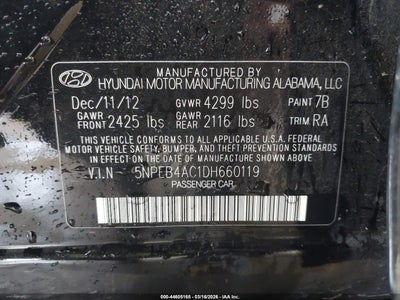 MANUFACTURED BY
HYUNDAI MOTOR MANUFACTURING ALABAMA, LLC
Dec/11/12 GVWR 4299 lbs PAINT 7B
GAWR FRONT 2425 lbs GAWR REAR 2116 lbs TRIM RA
THIS VEHICLE CONFORMS TO ALL APPLICABLE U.S.A. FEDERAL
MOTOR VEHICLE SAFETY, BUMPER, AND THEFT PREVENTION
STANDARDS IN EFFECT ON THE DATE OF MANUFACTURE SHOWN ABOVE.
V.I.N 5NPEB4AC1DH660119
PASSENGER CAR
000-44605165 - 03/18/2026 - © IAA Holdings, LLC